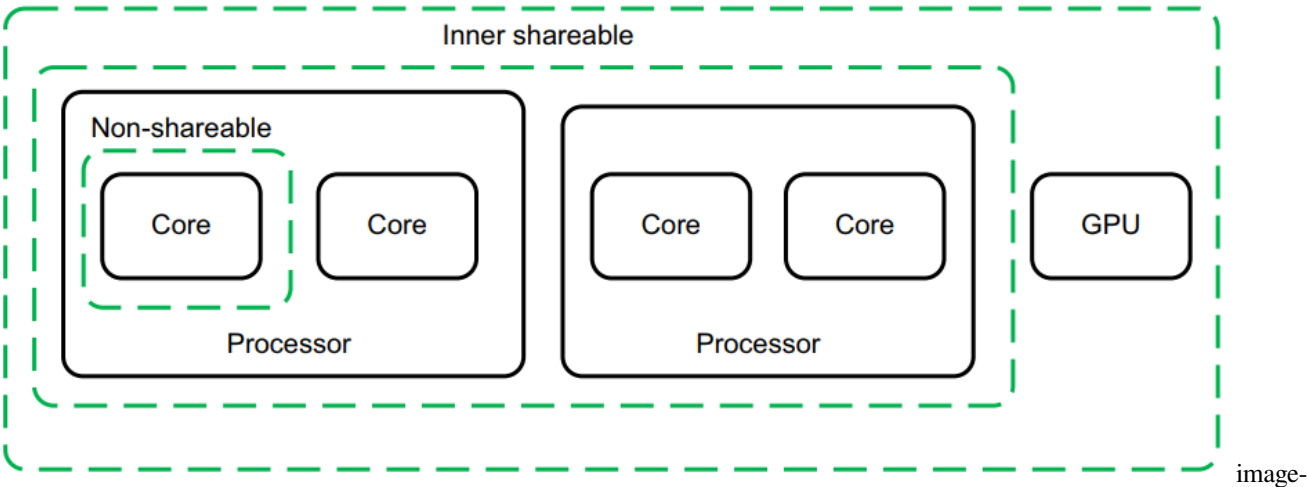 Inner shareable
Non-shareable
Core
Core
Core
Core
GPU
Processor
Processor
image-